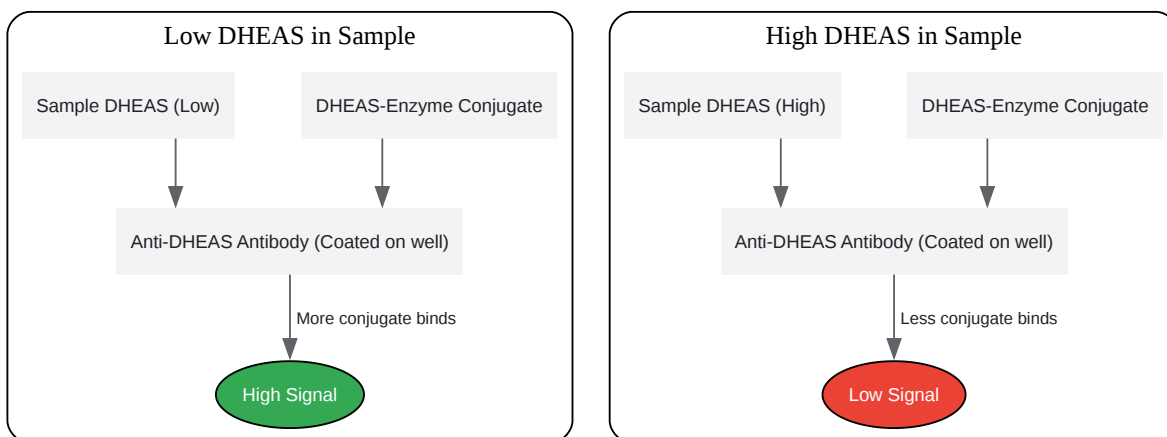 Low DHEAS in Sample
Sample DHEAS (Low)
DHEAS-Enzyme Conjugate
Anti-DHEAS Antibody (Coated on well)
More conjugate binds
High Signal
High DHEAS in Sample
Sample DHEAS (High)
DHEAS-Enzyme Conjugate
Anti-DHEAS Antibody (Coated on well)
Less conjugate binds
Low Signal